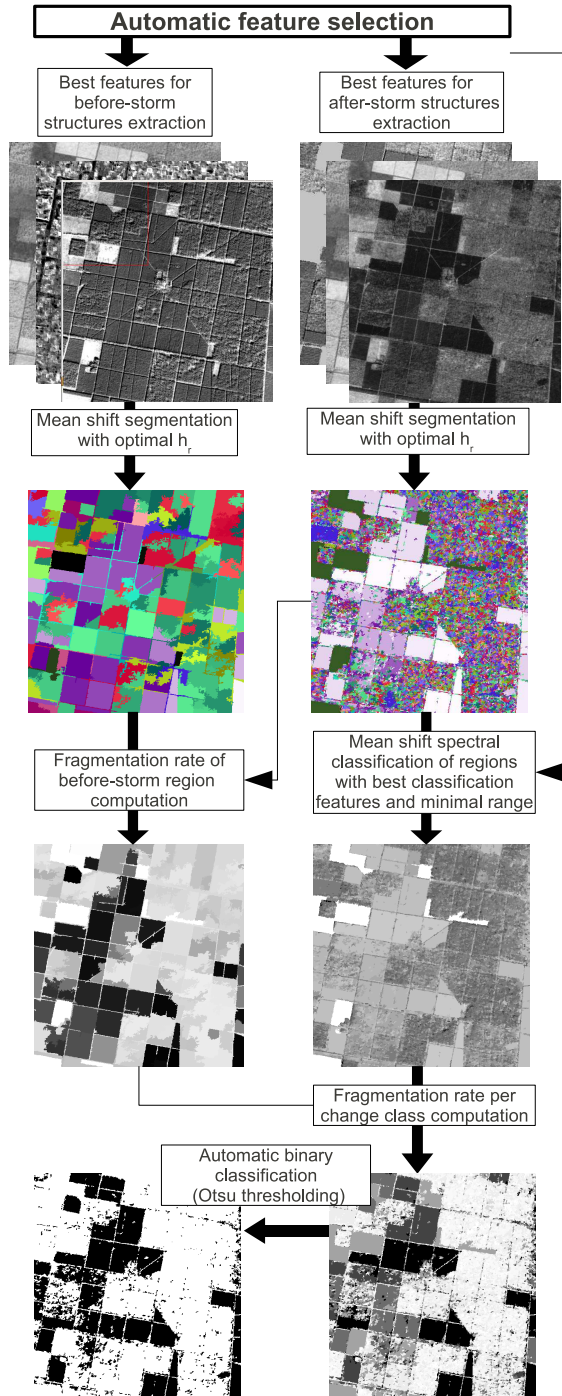 Automatic feature selection
Best features for
before-storm
structures extraction
Best features for
after-storm structures
extraction
Mean shift segmentation
with optimal h_r
Mean shift segmentation
with optimal h_r
Fragmentation rate of
before-storm region
computation
Mean shift spectral
classification of regions
with best classification
features and minimal range
Fragmentation rate per
change class computation
Automatic binary
classification
(Otsu thresholding)